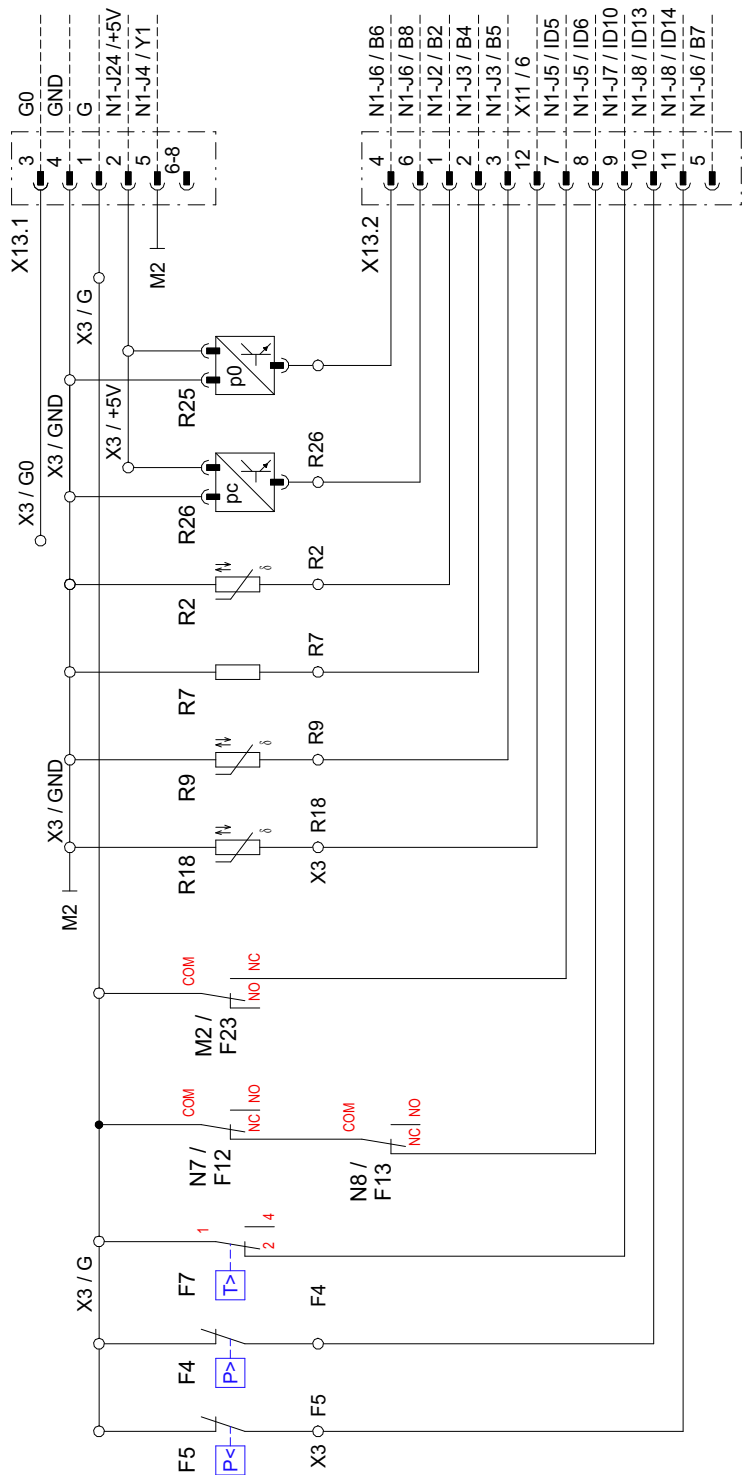 G0
GND
G
N1-J24 /+5V
N1-J4 / Y1
3
4
1
2
5
6-8
X13.1
M2
X3 / G
X3 / +5V
X3 / GND
X3 / G0
N1-J6 / B6
N1-J6 / B8
N1-J2 / B2
N1-J3 / B4
N1-J3 / B5
X11 / 6
N1-J5 / ID5
N1-J5 / ID6
N1-J7 / ID10
N1-J8 / ID13
N1-J8 / ID14
N1-J6 / B7
4
6
1
2
3
12
7
8
9
10
11
5
X13.2
R25
p0
R26
pc
R26
R2
δ
R2
R7
R7
R9
δ
R9
X3 / GND
R18
δ
X3
R18
M2
M2 /
F23
COM
NO
NC
N7 /
F12
COM
NC
NO
N8 /
F13
COM
NC
NO
X3 / G
F7
T>
1
2
4
F4
P>
F4
F5
P<
X3
F5